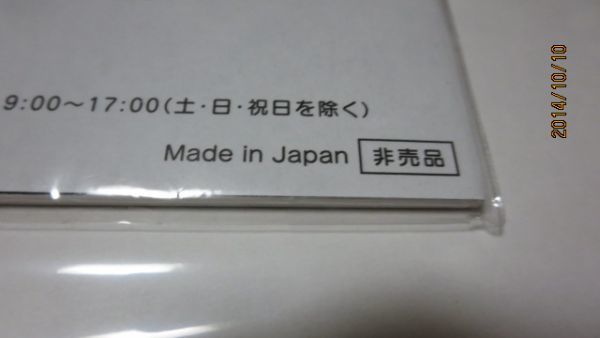 9:00～17:00(土・日・祝日を除く)
Made in Japan 非売品
2014/10/10